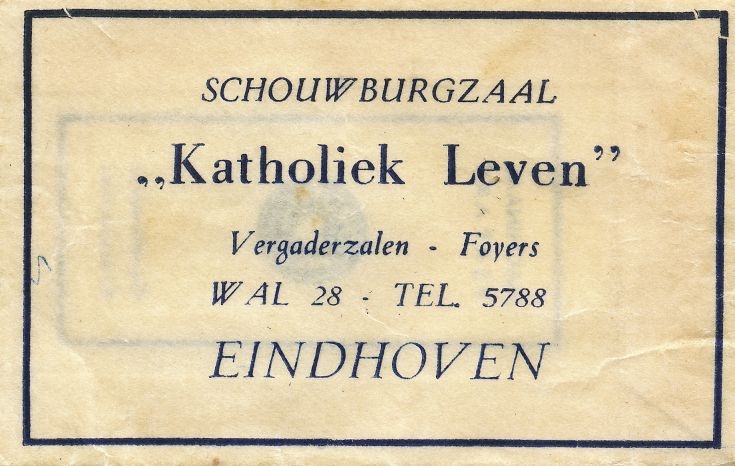 SCHOUWBURGZAAL
„Katholiek Leven”
Vergaderzalen - Foyers
WAL 28 - TEL. 5788
EINDHOVEN